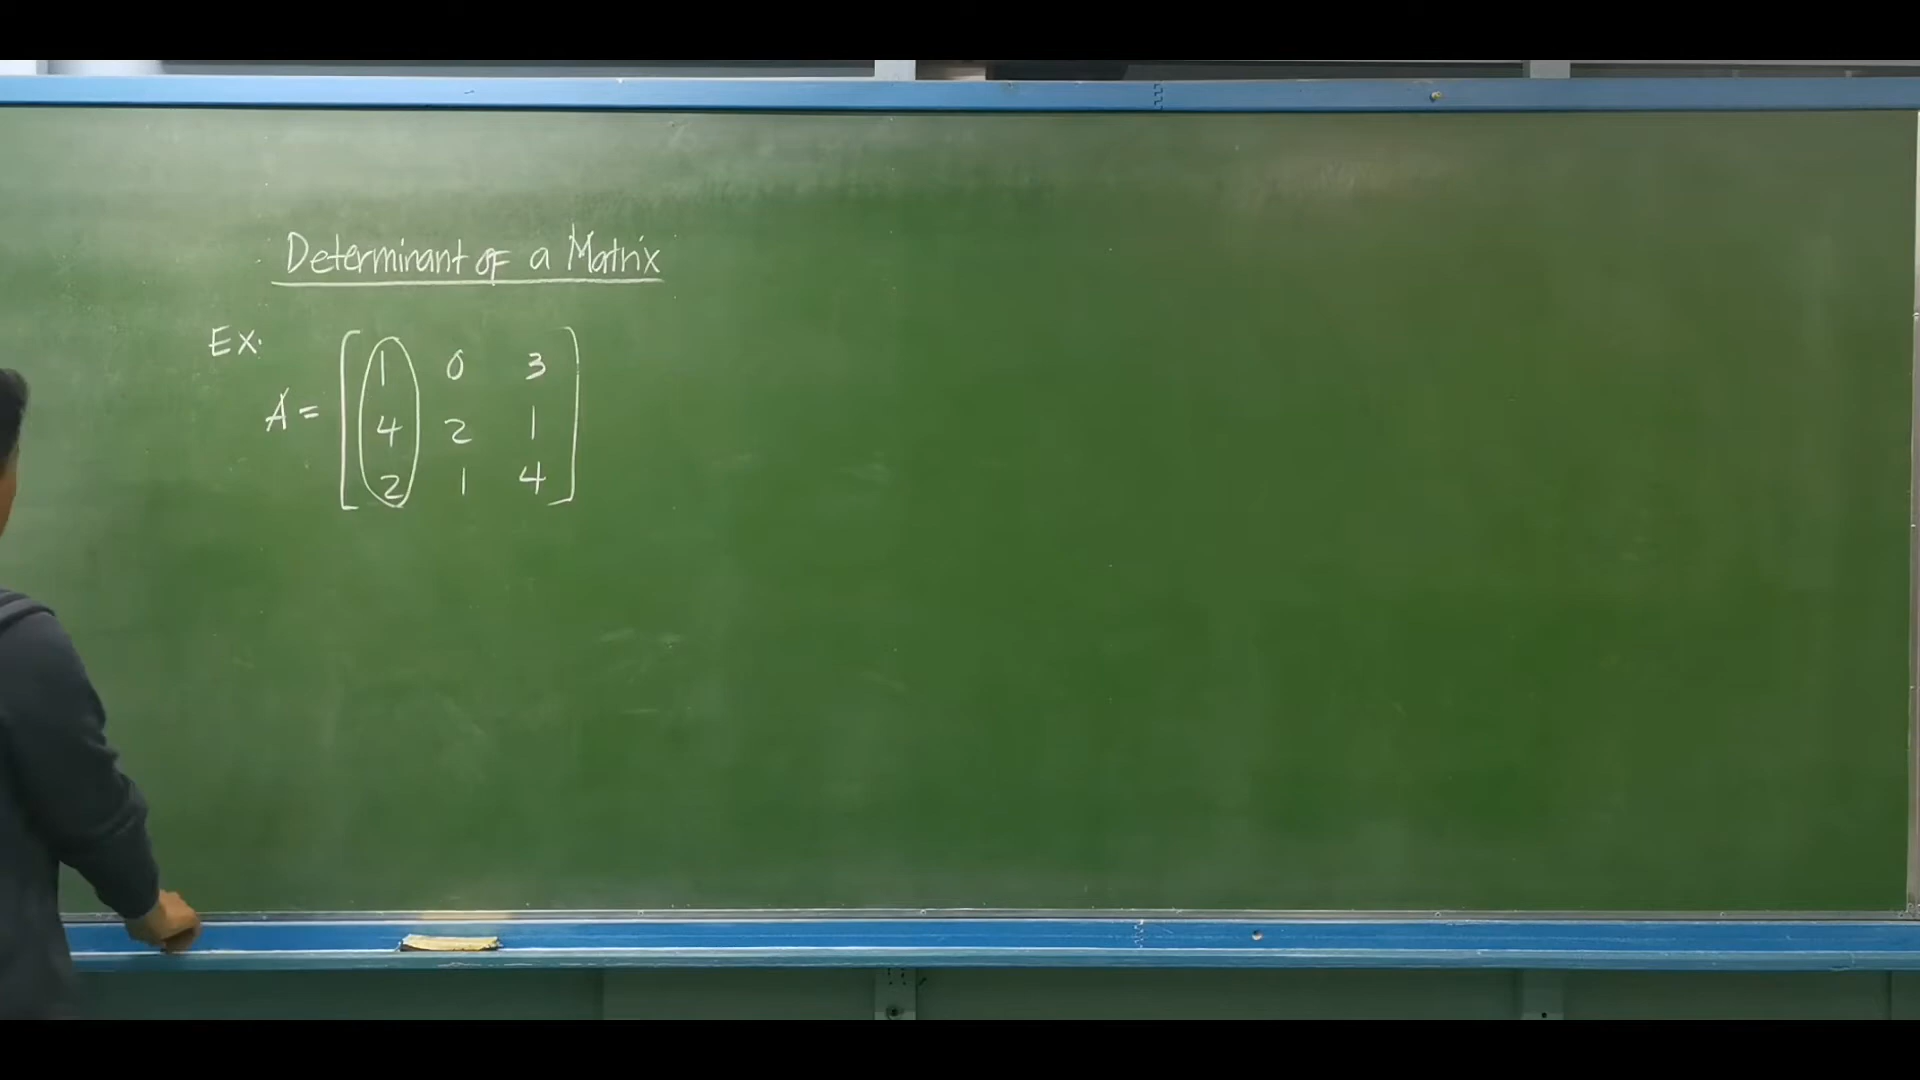 Determinant of a Matrix
Ex.
1 0 3
A = 4 2 1
2 1 4